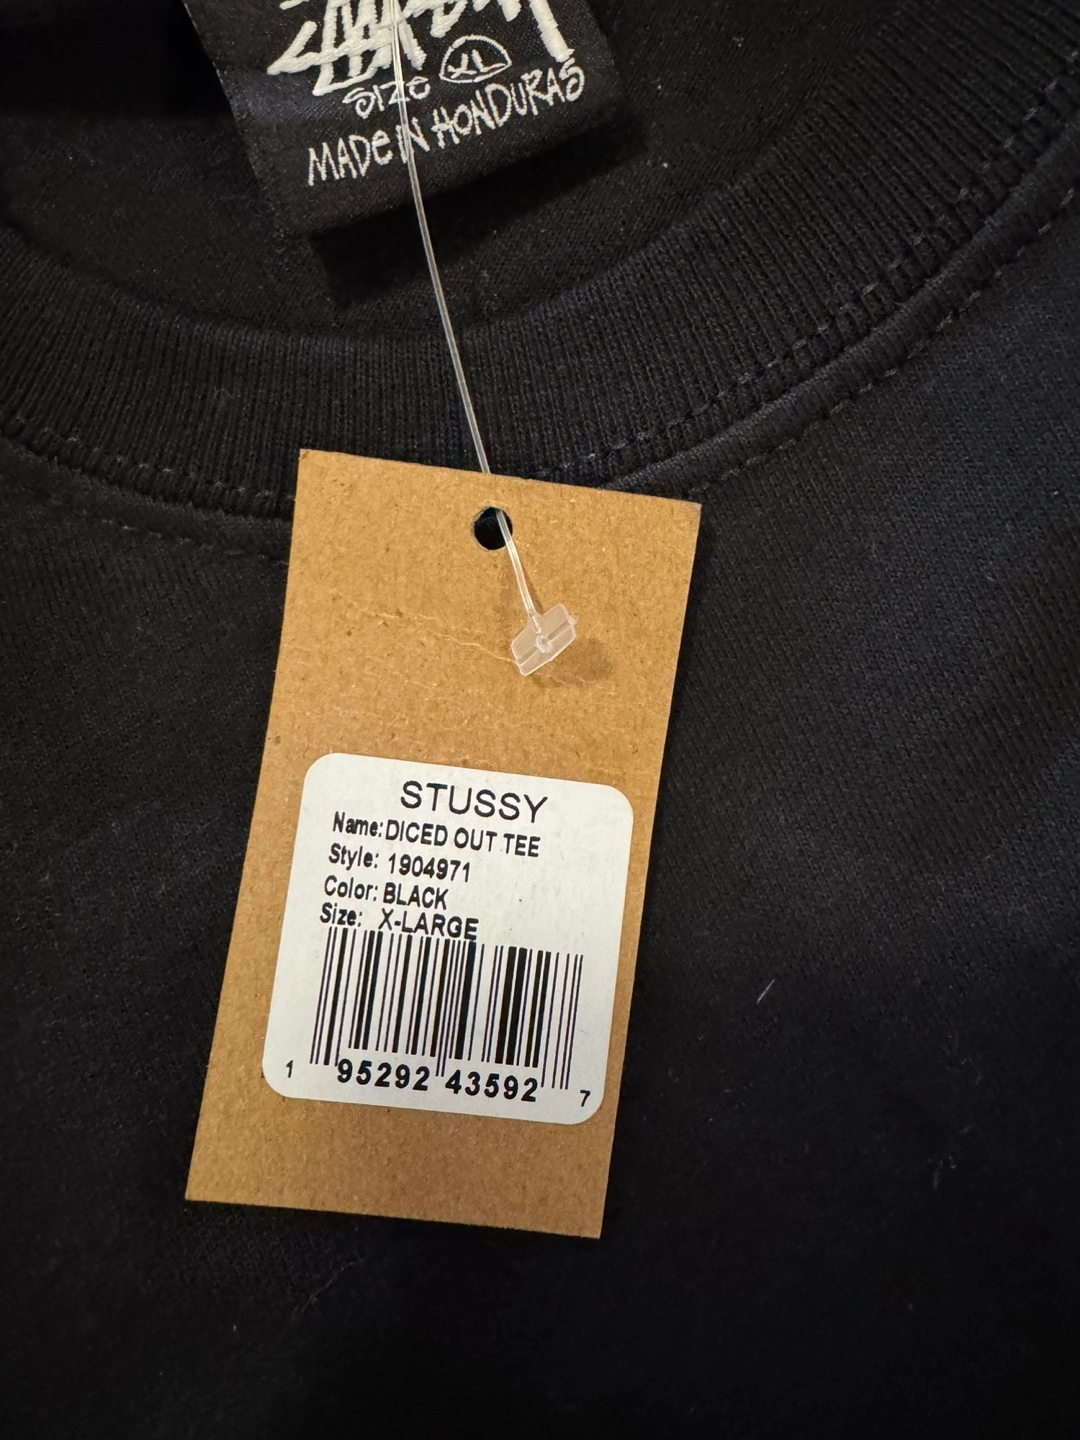 SIZE XL
MADE IN HONDURAS
STUSSY
Name: DICED OUT TEE
Style: 1904971
Color: BLACK
Size: X-LARGE
1 95292 43592 7